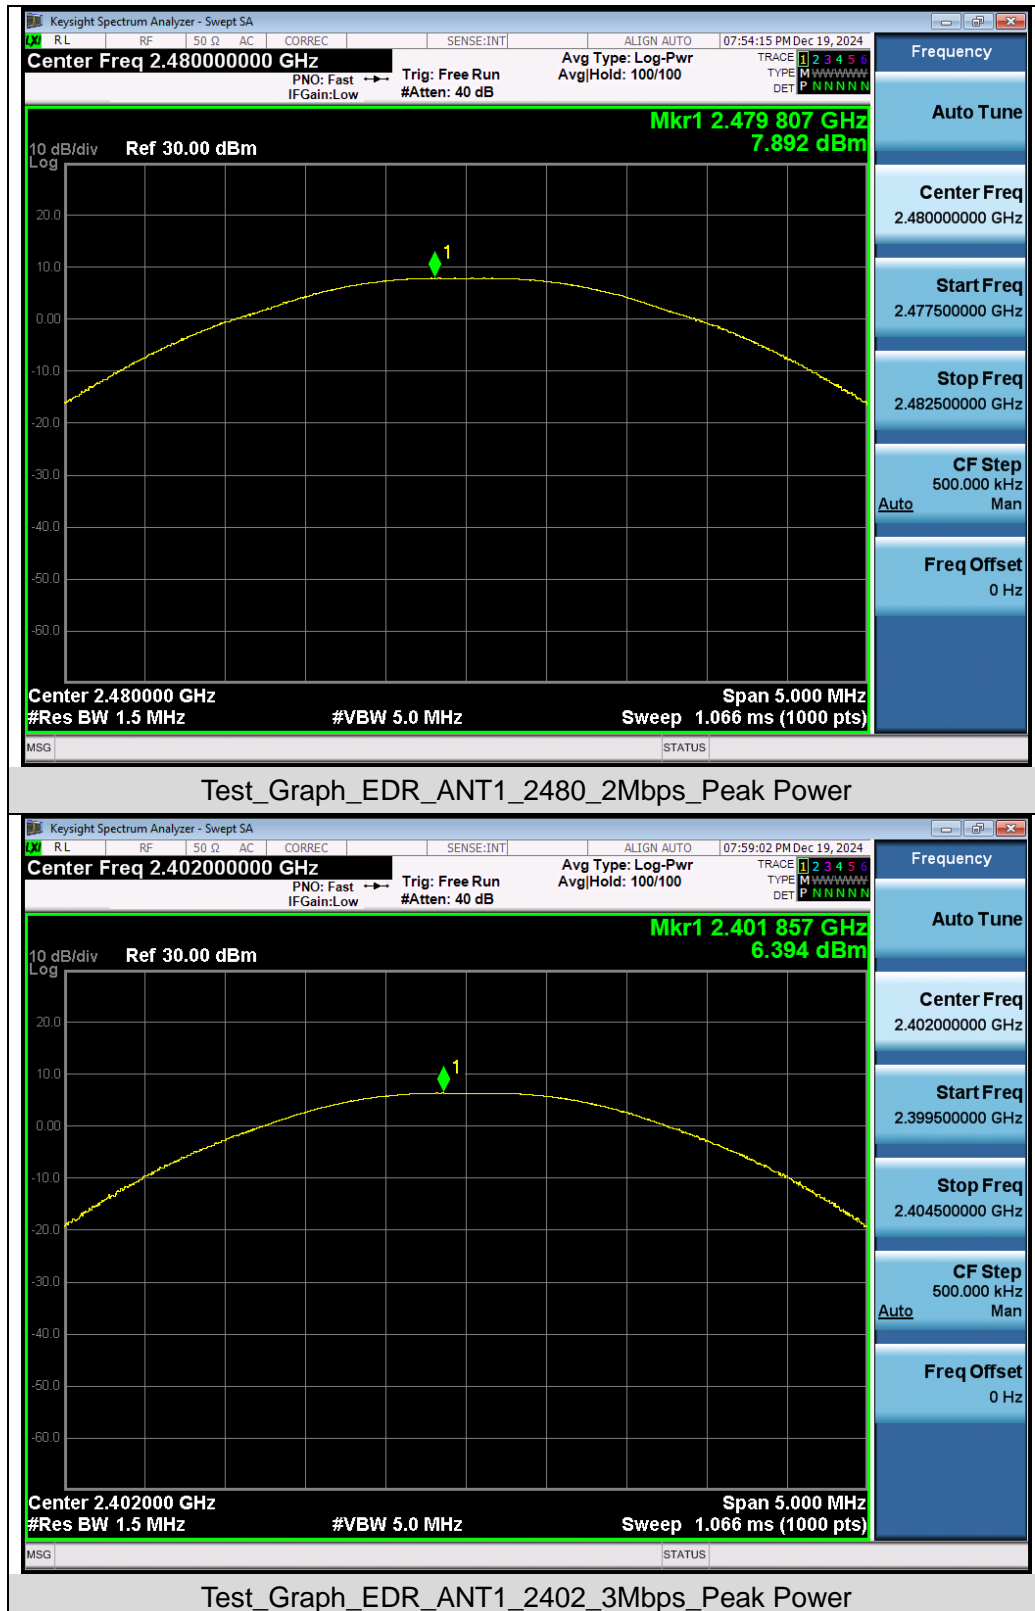 Keysight Spectrum Analyzer - Swept SA
LXI RL RF 50 Ω AC CORREC SENSE:INT ALIGN AUTO 07:54:15 PM Dec 19, 2024
Center Freq 2.480000000 GHz
PNO: Fast
IFGain:Low
Trig: Free Run
#Atten: 40 dB
Avg Type: Log-Pwr
Avg|Hold: 100/100
TRACE 1 2 3 4 5 6
TYPE M WWWWW
DET P N N N N N
Mkr1 2.479 807 GHz
7.892 dBm
10 dB/div Ref 30.00 dBm
Log
20.0
1
10.0
0.00
-10.0
-20.0
-30.0
-40.0
-50.0
-60.0
Center 2.480000 GHz Span 5.000 MHz
#Res BW 1.5 MHz #VBW 5.0 MHz Sweep 1.066 ms (1000 pts)
MSG STATUS
Frequency
Auto Tune
Center Freq
2.480000000 GHz
Start Freq
2.477500000 GHz
Stop Freq
2.482500000 GHz
CF Step
500.000 kHz
Auto Man
Freq Offset
0 Hz
Test_Graph_EDR_ANT1_2480_2Mbps_Peak Power
Keysight Spectrum Analyzer - Swept SA
LXI RL RF 50 Ω AC CORREC SENSE:INT ALIGN AUTO 07:59:02 PM Dec 19, 2024
Center Freq 2.402000000 GHz
PNO: Fast
IFGain:Low
Trig: Free Run
#Atten: 40 dB
Avg Type: Log-Pwr
Avg|Hold: 100/100
TRACE 1 2 3 4 5 6
TYPE M WWWWW
DET P N N N N N
Mkr1 2.401 857 GHz
6.394 dBm
10 dB/div Ref 30.00 dBm
Log
20.0
1
10.0
0.00
-10.0
-20.0
-30.0
-40.0
-50.0
-60.0
Center 2.402000 GHz Span 5.000 MHz
#Res BW 1.5 MHz #VBW 5.0 MHz Sweep 1.066 ms (1000 pts)
MSG STATUS
Frequency
Auto Tune
Center Freq
2.402000000 GHz
Start Freq
2.399500000 GHz
Stop Freq
2.404500000 GHz
CF Step
500.000 kHz
Auto Man
Freq Offset
0 Hz
Test_Graph_EDR_ANT1_2402_3Mbps_Peak Power